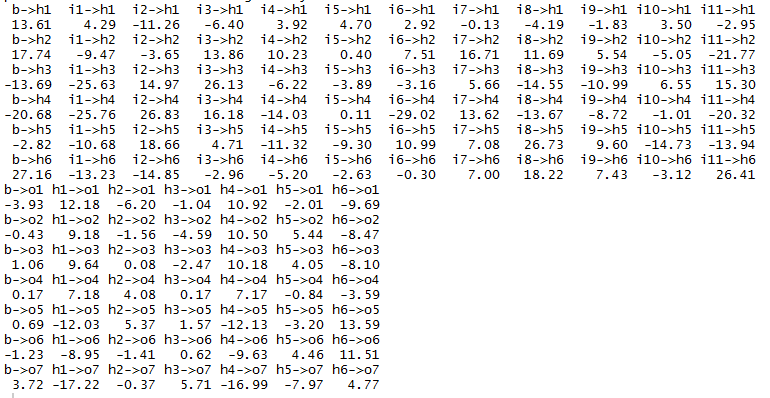 b->h1 i1->h1 i2->h1 i3->h1 i4->h1 i5->h1 i6->h1 i7->h1 i8->h1 i9->h1 i10->h1 i11->h1
13.61 4.29 -11.26 -6.40 3.92 4.70 2.92 -0.13 -4.19 -1.83 3.50 -2.95
b->h2 i1->h2 i2->h2 i3->h2 i4->h2 i5->h2 i6->h2 i7->h2 i8->h2 i9->h2 i10->h2 i11->h2
17.74 -9.47 -3.65 13.86 10.23 0.40 7.51 16.71 11.69 5.54 -5.05 -21.77
b->h3 i1->h3 i2->h3 i3->h3 i4->h3 i5->h3 i6->h3 i7->h3 i8->h3 i9->h3 i10->h3 i11->h3
-13.69 -25.63 14.97 26.13 -6.22 -3.89 -3.16 5.66 -14.55 -10.99 6.55 15.30
b->h4 i1->h4 i2->h4 i3->h4 i4->h4 i5->h4 i6->h4 i7->h4 i8->h4 i9->h4 i10->h4 i11->h4
-20.68 -25.76 26.83 16.18 -14.03 0.11 -29.02 13.62 -13.67 -8.72 -1.01 -20.32
b->h5 i1->h5 i2->h5 i3->h5 i4->h5 i5->h5 i6->h5 i7->h5 i8->h5 i9->h5 i10->h5 i11->h5
-2.82 -10.68 18.66 4.71 -11.32 -9.30 10.99 7.08 26.73 9.60 -14.73 -13.94
b->h6 i1->h6 i2->h6 i3->h6 i4->h6 i5->h6 i6->h6 i7->h6 i8->h6 i9->h6 i10->h6 i11->h6
27.16 -13.23 -14.85 -2.96 -5.20 -2.63 -0.30 7.00 18.22 7.43 -3.12 26.41
b->o1 h1->o1 h2->o1 h3->o1 h4->o1 h5->o1 h6->o1
-3.93 12.18 -6.20 -1.04 10.92 -2.01 -9.69
b->o2 h1->o2 h2->o2 h3->o2 h4->o2 h5->o2 h6->o2
-0.43 9.18 -1.56 -4.59 10.50 5.44 -8.47
b->o3 h1->o3 h2->o3 h3->o3 h4->o3 h5->o3 h6->o3
1.06 9.64 0.08 -2.47 10.18 4.05 -8.10
b->o4 h1->o4 h2->o4 h3->o4 h4->o4 h5->o4 h6->o4
0.17 7.18 4.08 0.17 7.17 -0.84 -3.59
b->o5 h1->o5 h2->o5 h3->o5 h4->o5 h5->o5 h6->o5
0.69 -12.03 5.37 1.57 -12.13 -3.20 13.59
b->o6 h1->o6 h2->o6 h3->o6 h4->o6 h5->o6 h6->o6
-1.23 -8.95 -1.41 0.62 -9.63 4.46 11.51
b->o7 h1->o7 h2->o7 h3->o7 h4->o7 h5->o7 h6->o7
3.72 -17.22 -0.37 5.71 -16.99 -7.97 4.77